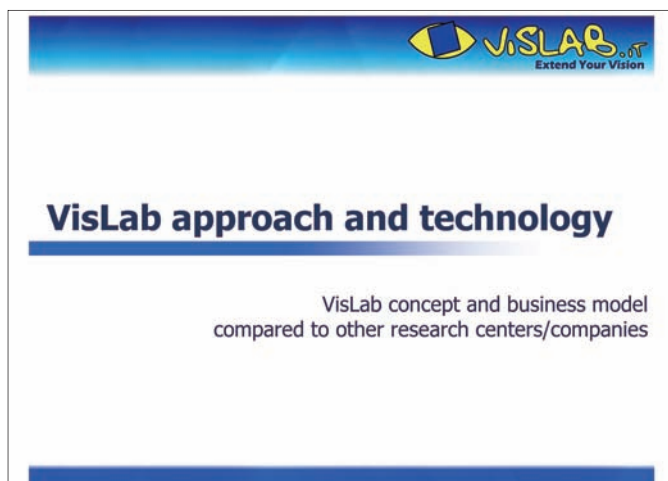 VISLAB.it
Extend Your Vision
VisLab approach and technology
VisLab concept and business model
compared to other research centers/companies